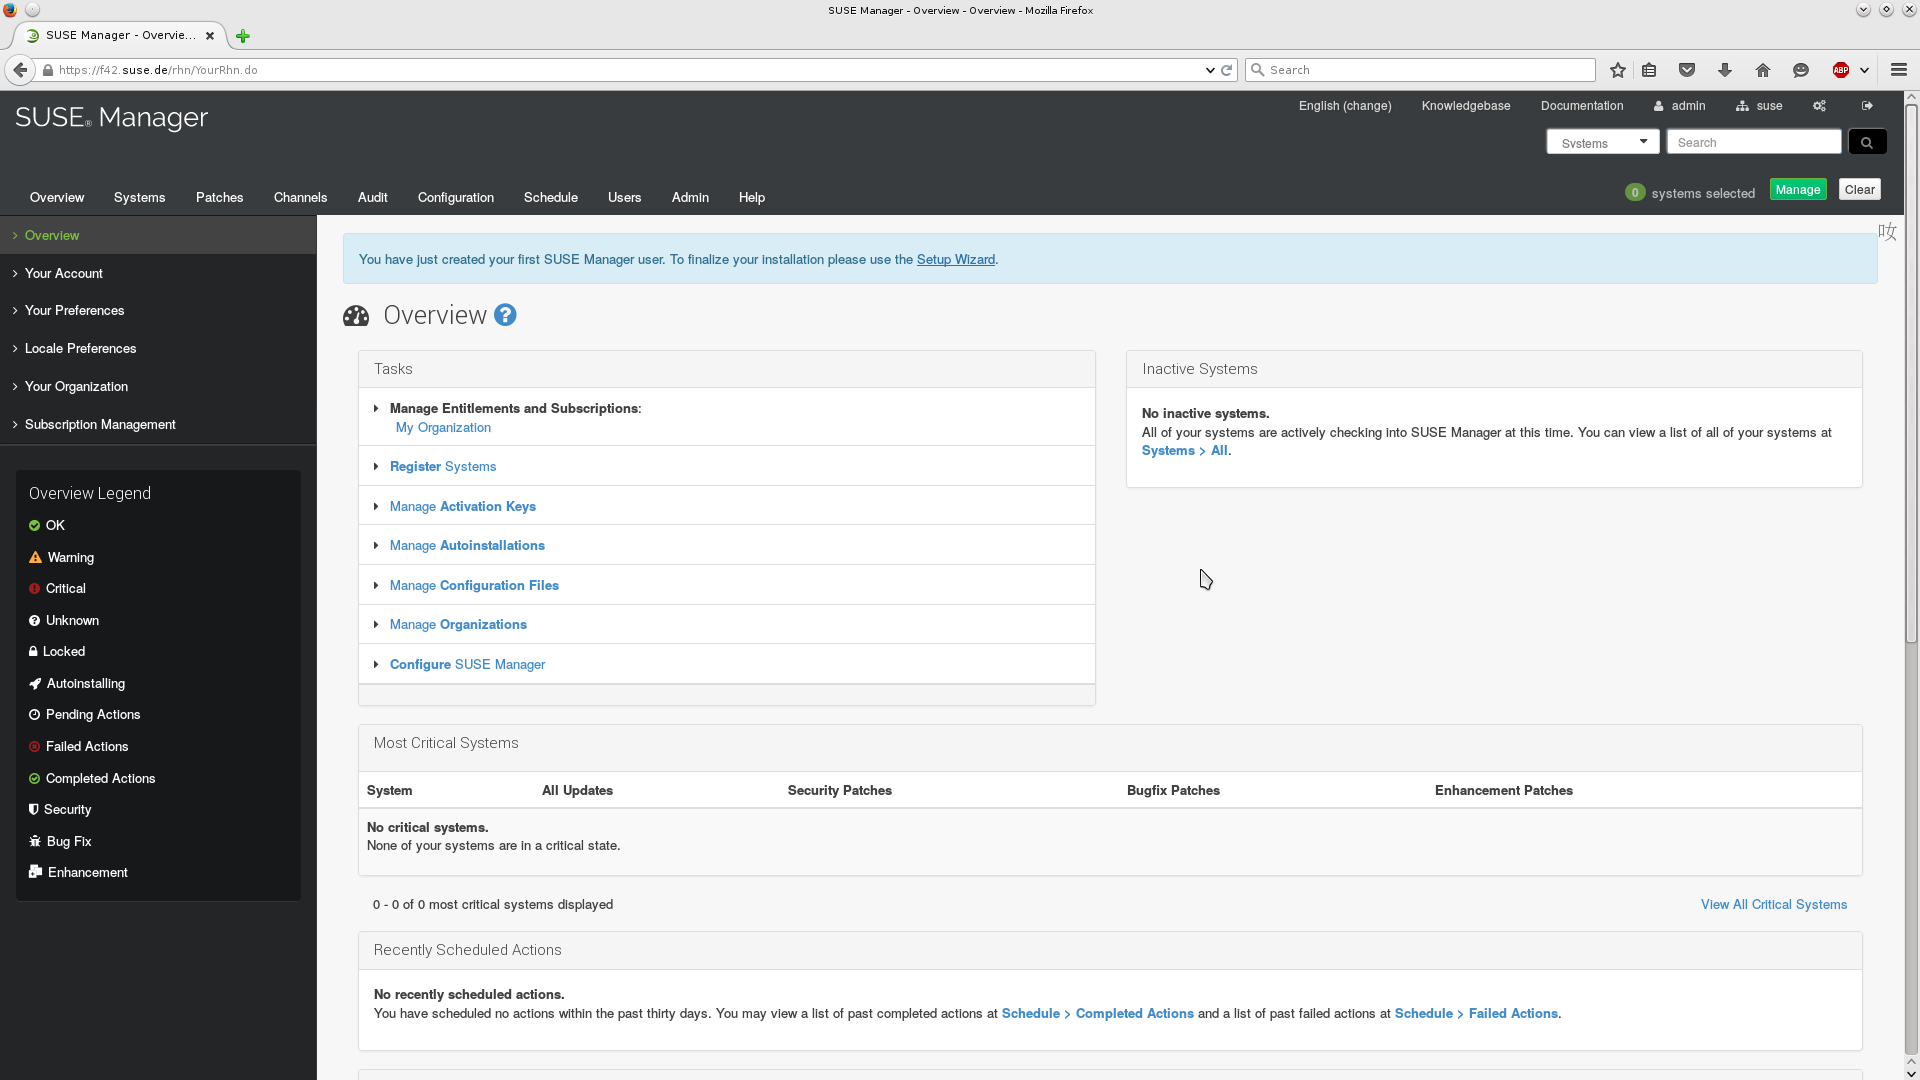 SUSE Manager - Overview - Overview - Mozilla Firefox
SUSE Manager - Overvie...
https://f42.suse.de/rhn/YourRhn.do
Search
ABP
SUSE® Manager
English (change) Knowledgebase Documentation admin suse
Systems Search
Overview Systems Patches Channels Audit Configuration Schedule Users Admin Help
0 systems selected Manage Clear
Overview
Your Account
Your Preferences
Locale Preferences
Your Organization
Subscription Management
Overview Legend
OK
Warning
Critical
Unknown
Locked
Autoinstalling
Pending Actions
Failed Actions
Completed Actions
Security
Bug Fix
Enhancement
You have just created your first SUSE Manager user. To finalize your installation please use the Setup Wizard.
Overview ?
Tasks
Manage Entitlements and Subscriptions:
My Organization
Register Systems
Manage Activation Keys
Manage Autoinstallations
Manage Configuration Files
Manage Organizations
Configure SUSE Manager
Inactive Systems
No inactive systems.
All of your systems are actively checking into SUSE Manager at this time. You can view a list of all of your systems at
Systems > All.
Most Critical Systems
System All Updates Security Patches Bugfix Patches Enhancement Patches
No critical systems.
None of your systems are in a critical state.
0 - 0 of 0 most critical systems displayed
View All Critical Systems
Recently Scheduled Actions
No recently scheduled actions.
You have scheduled no actions within the past thirty days. You may view a list of past completed actions at Schedule > Completed Actions and a list of past failed actions at Schedule > Failed Actions.